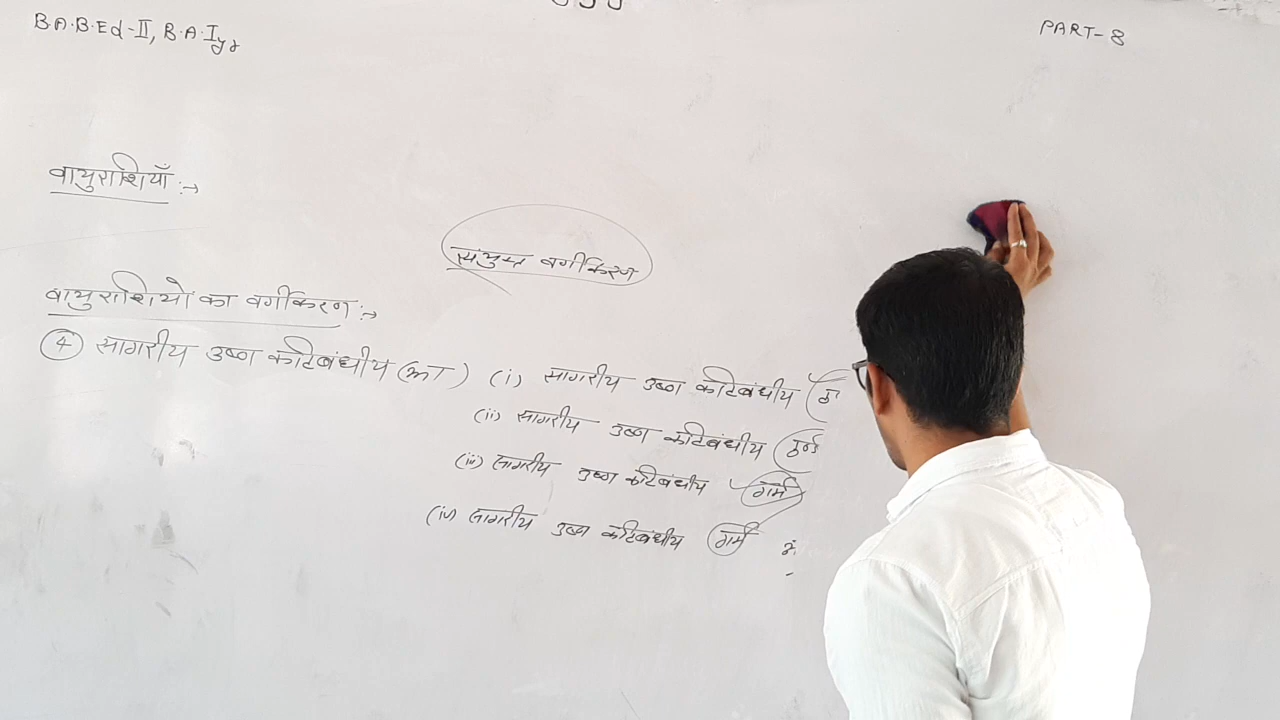 B.A.B.Ed-II, B.A.I yr
PART-8
वायुराशियाँ :→
संयुक्त वर्गीकरण
वायुराशियो का वर्गीकरण :→
④ सागरीय उष्ण कटिबंधीय (mT) (i) सागरीय उष्ण कटिबंधीय
(ii) सागरीय उष्ण कटिबंधीय
(iii) सागरीय उष्ण कटिबंधीय गर्म
(iv) सागरीय उष्ण कटिबंधीय गर्म